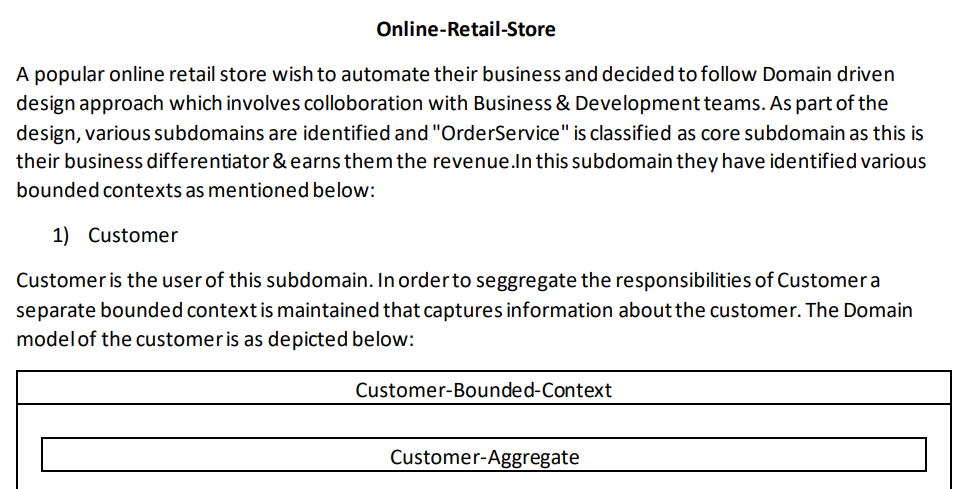 Online-Retail-Store
A popular online retail store wish to automate their business and decided to follow Domain driven
design approach which involves colloboration with Business & Development teams. As part of the
design, various subdomains are identified and "OrderService" is classified as core subdomain as this is
their business differentiator & earns them the revenue.In this subdomain they have identified various
bounded contexts as mentioned below:
1) Customer
Customer is the user of this subdomain. In order to seggregate the responsibilities of Customer a
separate bounded context is maintained that captures information about the customer. The Domain
model of the customer is as depicted below:
Customer-Bounded-Context
Customer-Aggregate